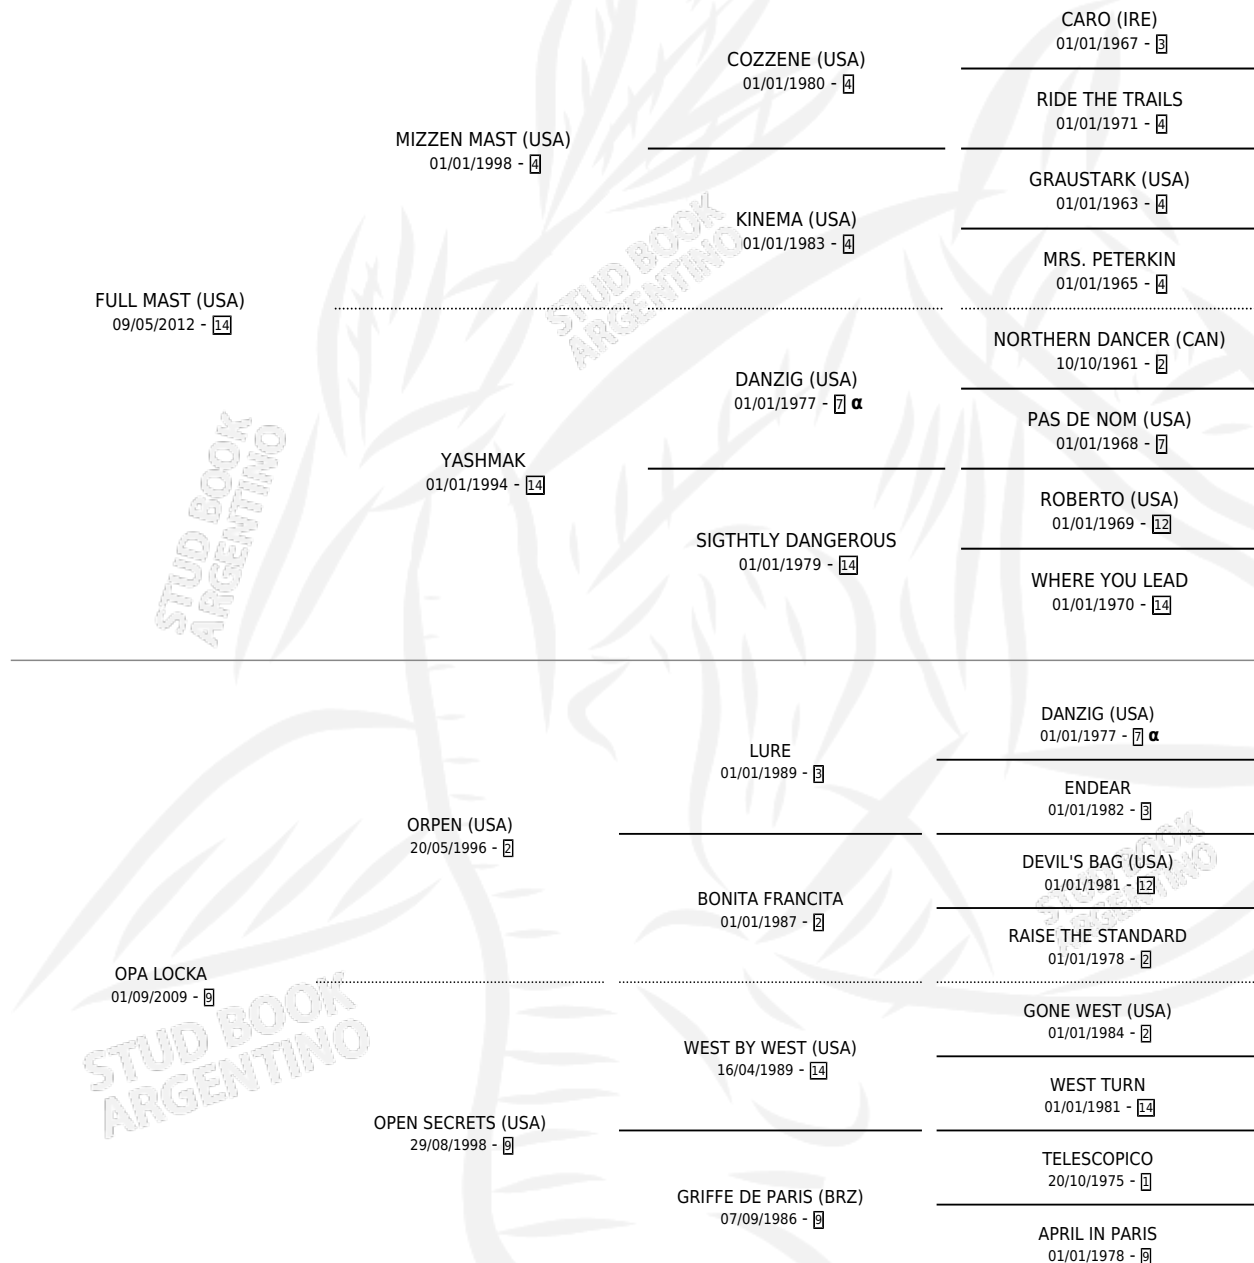 CARO (IRE)
01/01/1967 - 3
COZZENE (USA)
01/01/1980 - 4
RIDE THE TRAILS
01/01/1971 - 4
MIZZEN MAST (USA)
01/01/1998 - 4
GRAUSTARK (USA)
01/01/1963 - 4
KINEMA (USA)
01/01/1983 - 4
MRS. PETERKIN
01/01/1965 - 4
FULL MAST (USA)
09/05/2012 - 14
NORTHERN DANCER (CAN)
10/10/1961 - 2
DANZIG (USA)
01/01/1977 - 7 α
PAS DE NOM (USA)
01/01/1968 - 7
YASHMAK
01/01/1994 - 14
ROBERTO (USA)
01/01/1969 - 12
SIGTHTLY DANGEROUS
01/01/1979 - 14
WHERE YOU LEAD
01/01/1970 - 14
DANZIG (USA)
01/01/1977 - 7 α
LURE
01/01/1989 - 3
ENDEAR
01/01/1982 - 3
ORPEN (USA)
20/05/1996 - 2
DEVIL'S BAG (USA)
01/01/1981 - 12
BONITA FRANCITA
01/01/1987 - 2
RAISE THE STANDARD
01/01/1978 - 2
OPA LOCKA
01/09/2009 - 9
GONE WEST (USA)
01/01/1984 - 2
WEST BY WEST (USA)
16/04/1989 - 14
WEST TURN
01/01/1981 - 14
OPEN SECRETS (USA)
29/08/1998 - 9
TELESCOPICO
20/10/1975 - 1
GRIFFE DE PARIS (BRZ)
07/09/1986 - 9
APRIL IN PARIS
01/01/1978 - 9
STUD BOOK
ARGENTINO
STUD BOOK
ARGENTINO
STUD BOOK
ARGENTINO
STUD BOOK
ARGENTINO